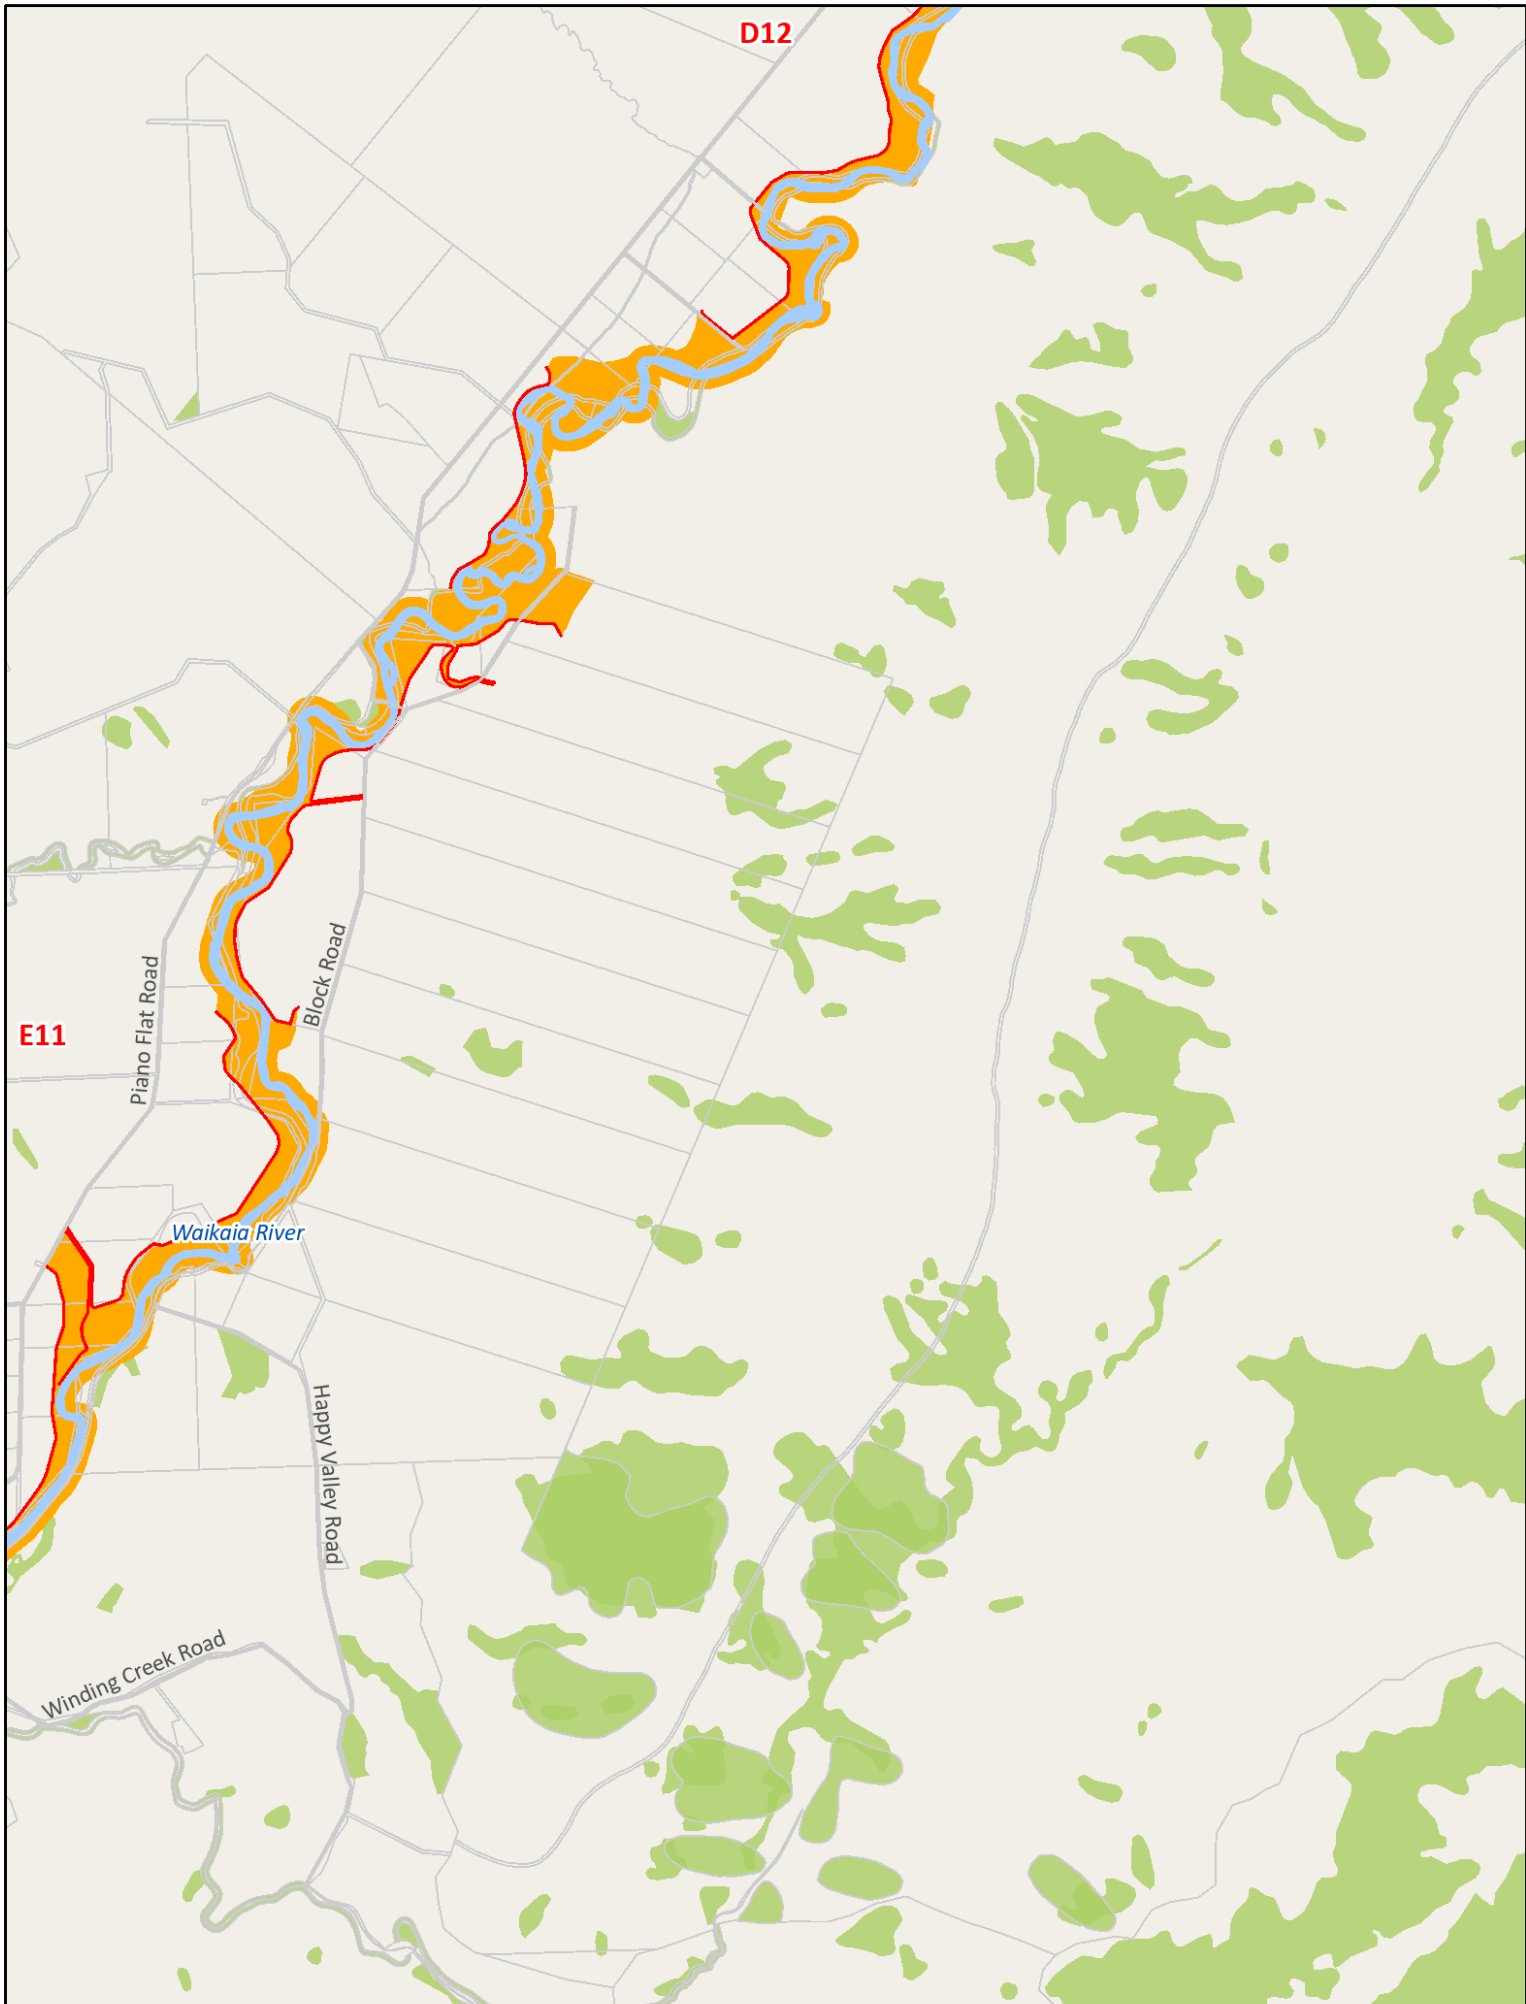 D12
Block Road
Piano Flat Road
E11
Waikaia River
Happy Valley Road
Winding Creek Road